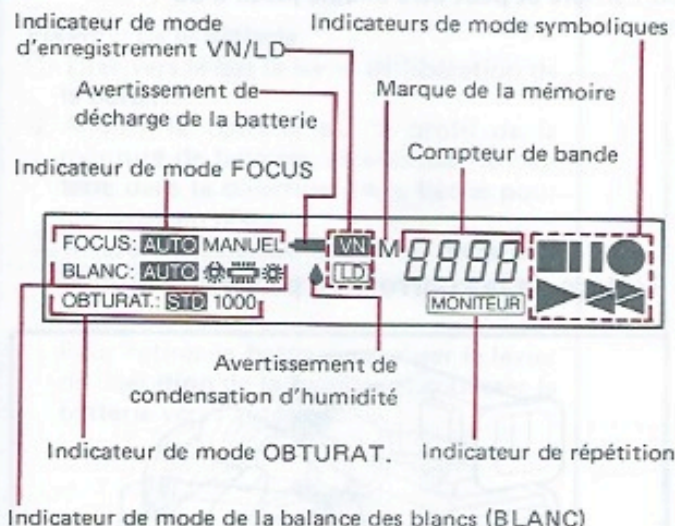 Indicateur de mode
d'enregistrement VN/LD
Indicateurs de mode symboliques
Avertissement de
décharge de la batterie
Marque de la mémoire
Compteur de bande
Indicateur de mode FOCUS
FOCUS: AUTO MANUEL VN M 8888
BLANC: AUTO LD
OBTURAT.: STD 1000 MONITEUR
Avertissement de
condensation d'humidité
Indicateur de mode OBTURAT.
Indicateur de répétition
Indicateur de mode de la balance des blancs (BLANC)